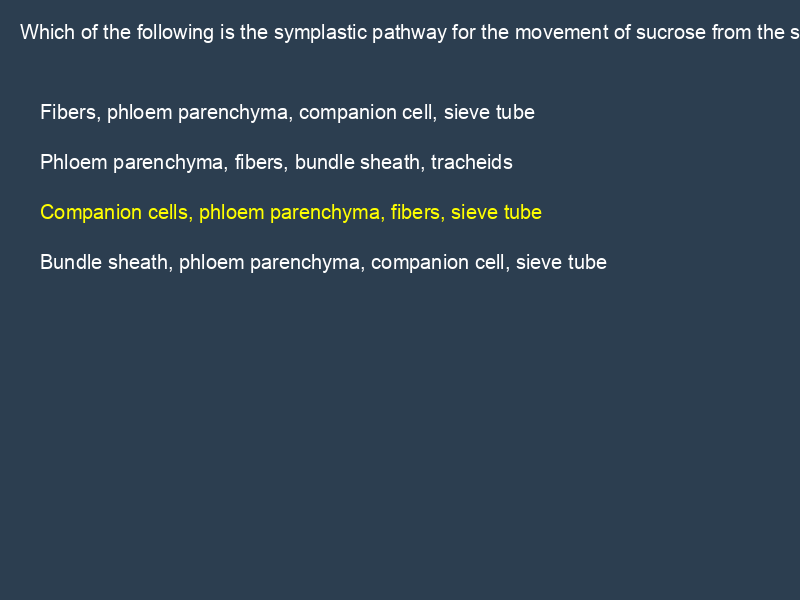 Which of the following is the symplastic pathway for the movement of sucrose from the
Fibers, phloem parenchyma, companion cell, sieve tube
Phloem parenchyma, fibers, bundle sheath, tracheids
Companion cells, phloem parenchyma, fibers, sieve tube
Bundle sheath, phloem parenchyma, companion cell, sieve tube